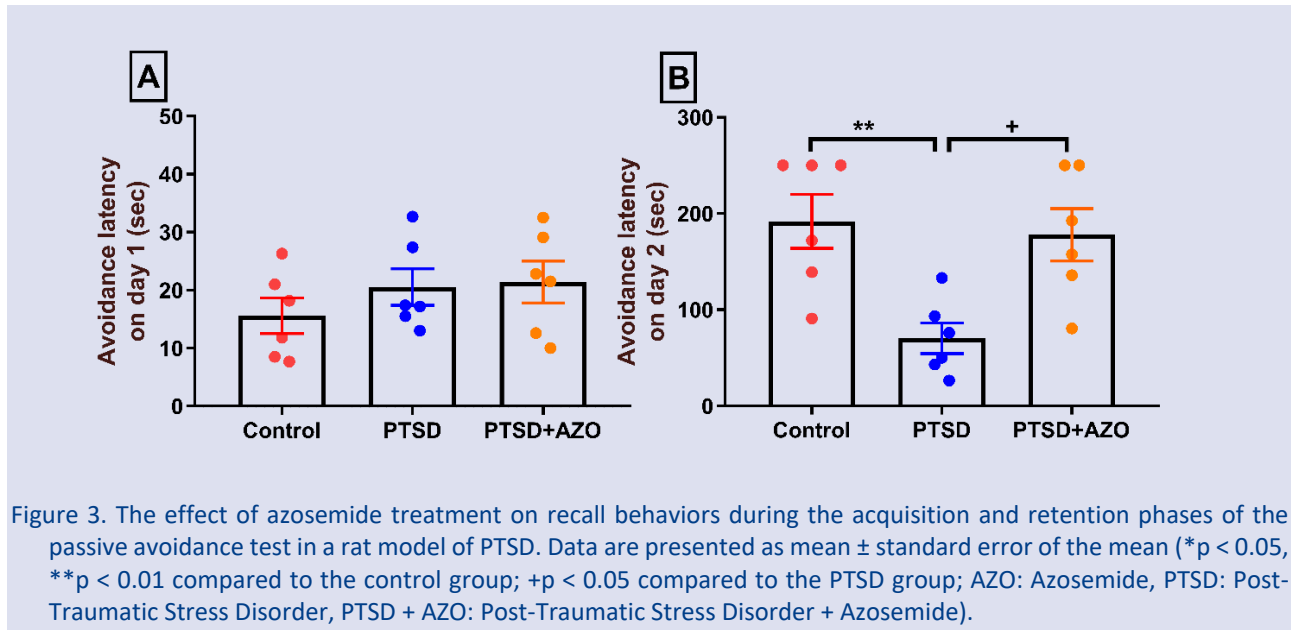 A
Avoidance latency
on day 1 (sec)
50
40
30
20
10
0
Control PTSD PTSD+AZO
B
Avoidance latency
on day 2 (sec)
300
200
100
0
** +
Control PTSD PTSD+AZO
Figure 3. The effect of azosemide treatment on recall behaviors during the acquisition and retention phases of the
passive avoidance test in a rat model of PTSD. Data are presented as mean ± standard error of the mean (*p < 0.05,
**p < 0.01 compared to the control group; +p < 0.05 compared to the PTSD group; AZO: Azosemide, PTSD: Post-
Traumatic Stress Disorder, PTSD + AZO: Post-Traumatic Stress Disorder + Azosemide).